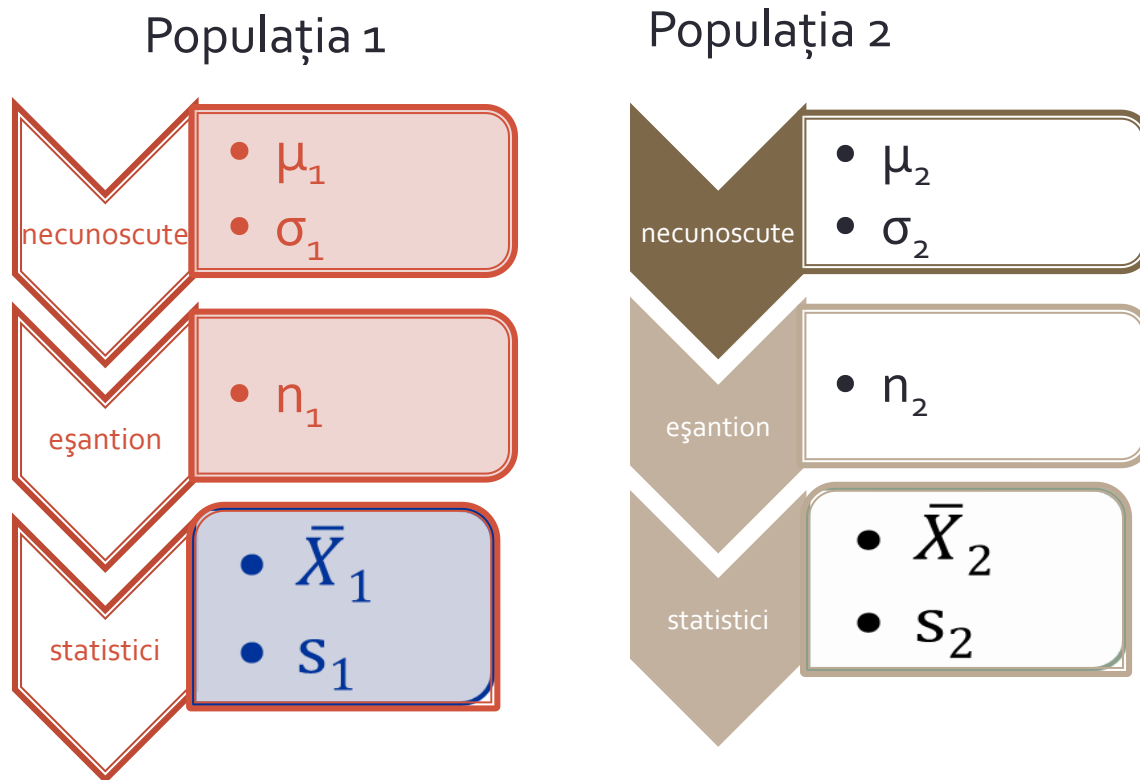 Populația 1
necunoscute
• μ₁
• σ₁
eşantion
• n₁
statistici
• X̅₁
• s₁
Populația 2
necunoscute
• μ₂
• σ₂
eşantion
• n₂
statistici
• X̅₂
• s₂